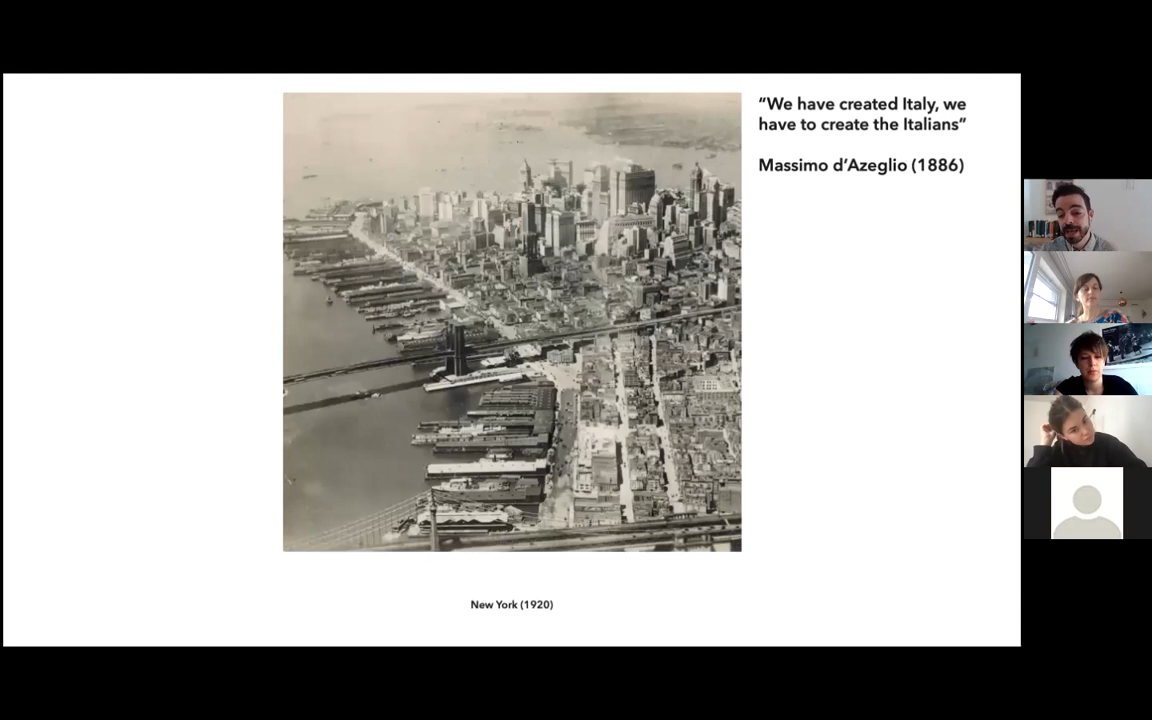 “We have created Italy, we
have to create the Italians”
Massimo d’Azeglio (1886)
New York (1920)